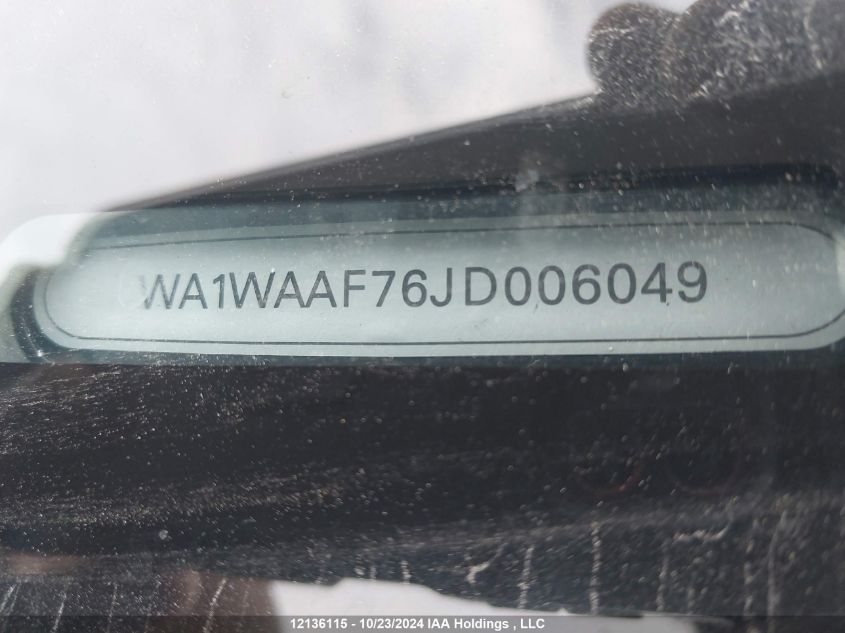 WA1WAAF76JD006049
12136115 - 10/23/2024 IAA Holdings , LLC